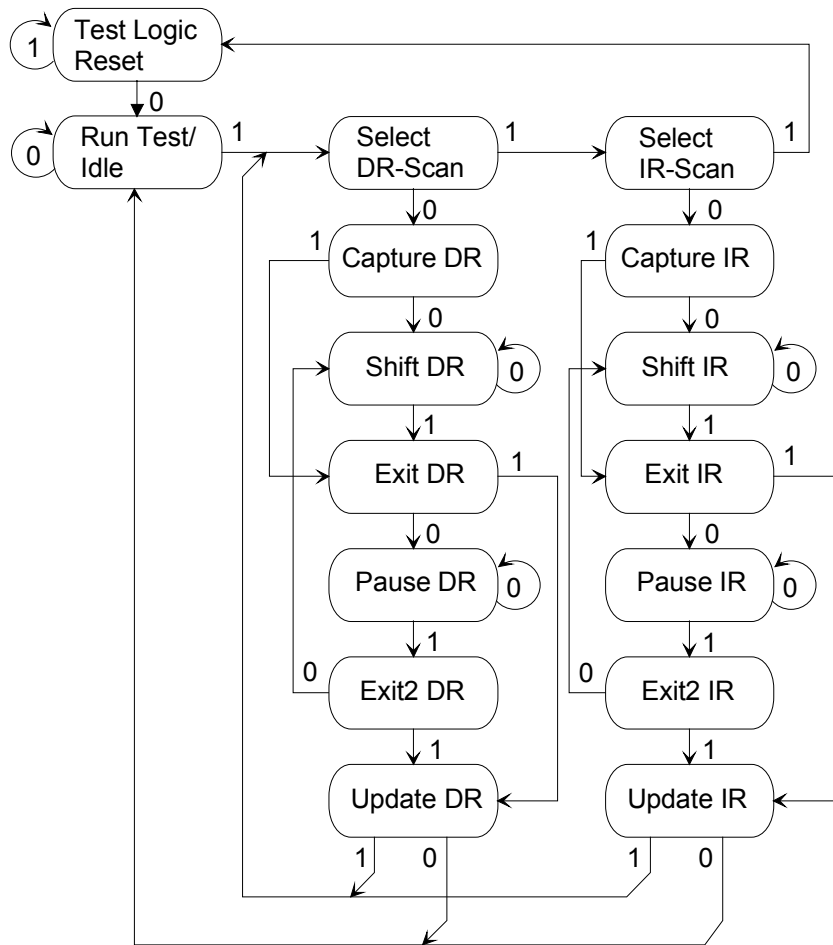 Test Logic
Reset
1
0
Run Test/
Idle
0
1
Select
DR-Scan
1
Select
IR-Scan
1
0
0
1
Capture DR
1
Capture IR
0
0
Shift DR
0
Shift IR
0
1
1
Exit DR
1
Exit IR
1
0
0
Pause DR
0
Pause IR
0
1
1
0
Exit2 DR
0
Exit2 IR
1
1
Update DR
Update IR
1
0
1
0